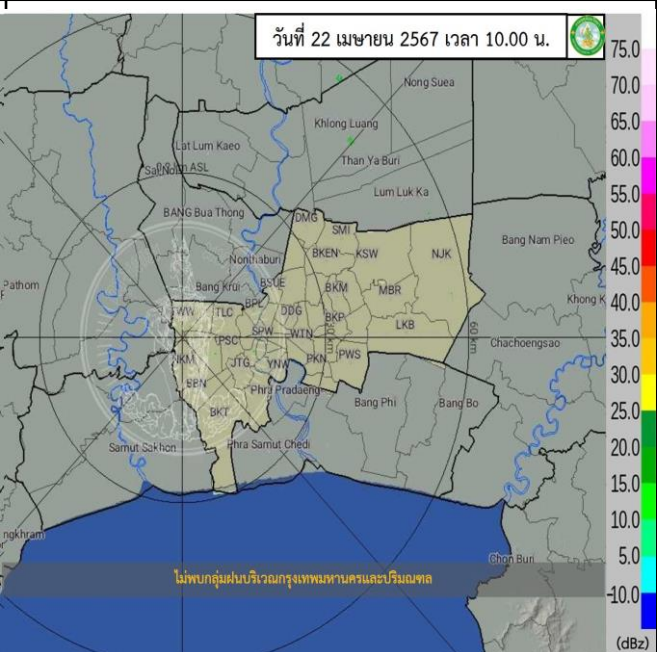 วันที่ 22 เมษายน 2567 เวลา 10.00 น.
75.0
70.0
65.0
60.0
55.0
50.0
45.0
40.0
35.0
30.0
25.0
20.0
15.0
10.0
5.0
-10.0
(dBz)
Nong Suea
Khlong Luang
Lat Lum Kaeo
Than Ya Buri
km ASL
Lum Luk Ka
BANG Bua Thong
DMG
SMI
Bang Nam Pieo
Nonthaburi
BKEN
KSW
NJK
Pathom
Bang Krui
BSUE
BKM
MBR
BPL
Khong K
TWW
TLC
DDG
BKP
LKB
SPW
WTN
30 km
60 km
Chachoengsao
PSC
NKM
JTG
YNW
PKN
PWS
BBN
Phra Pradaeng
Bang Phi
Bang Bo
BKT
Samut Sakhon
Phra Samut Chedi
ngkhram
Chon Buri
ไม่พบกลุ่มฝนบริเวณกรุงเทพมหานครและปริมณฑล